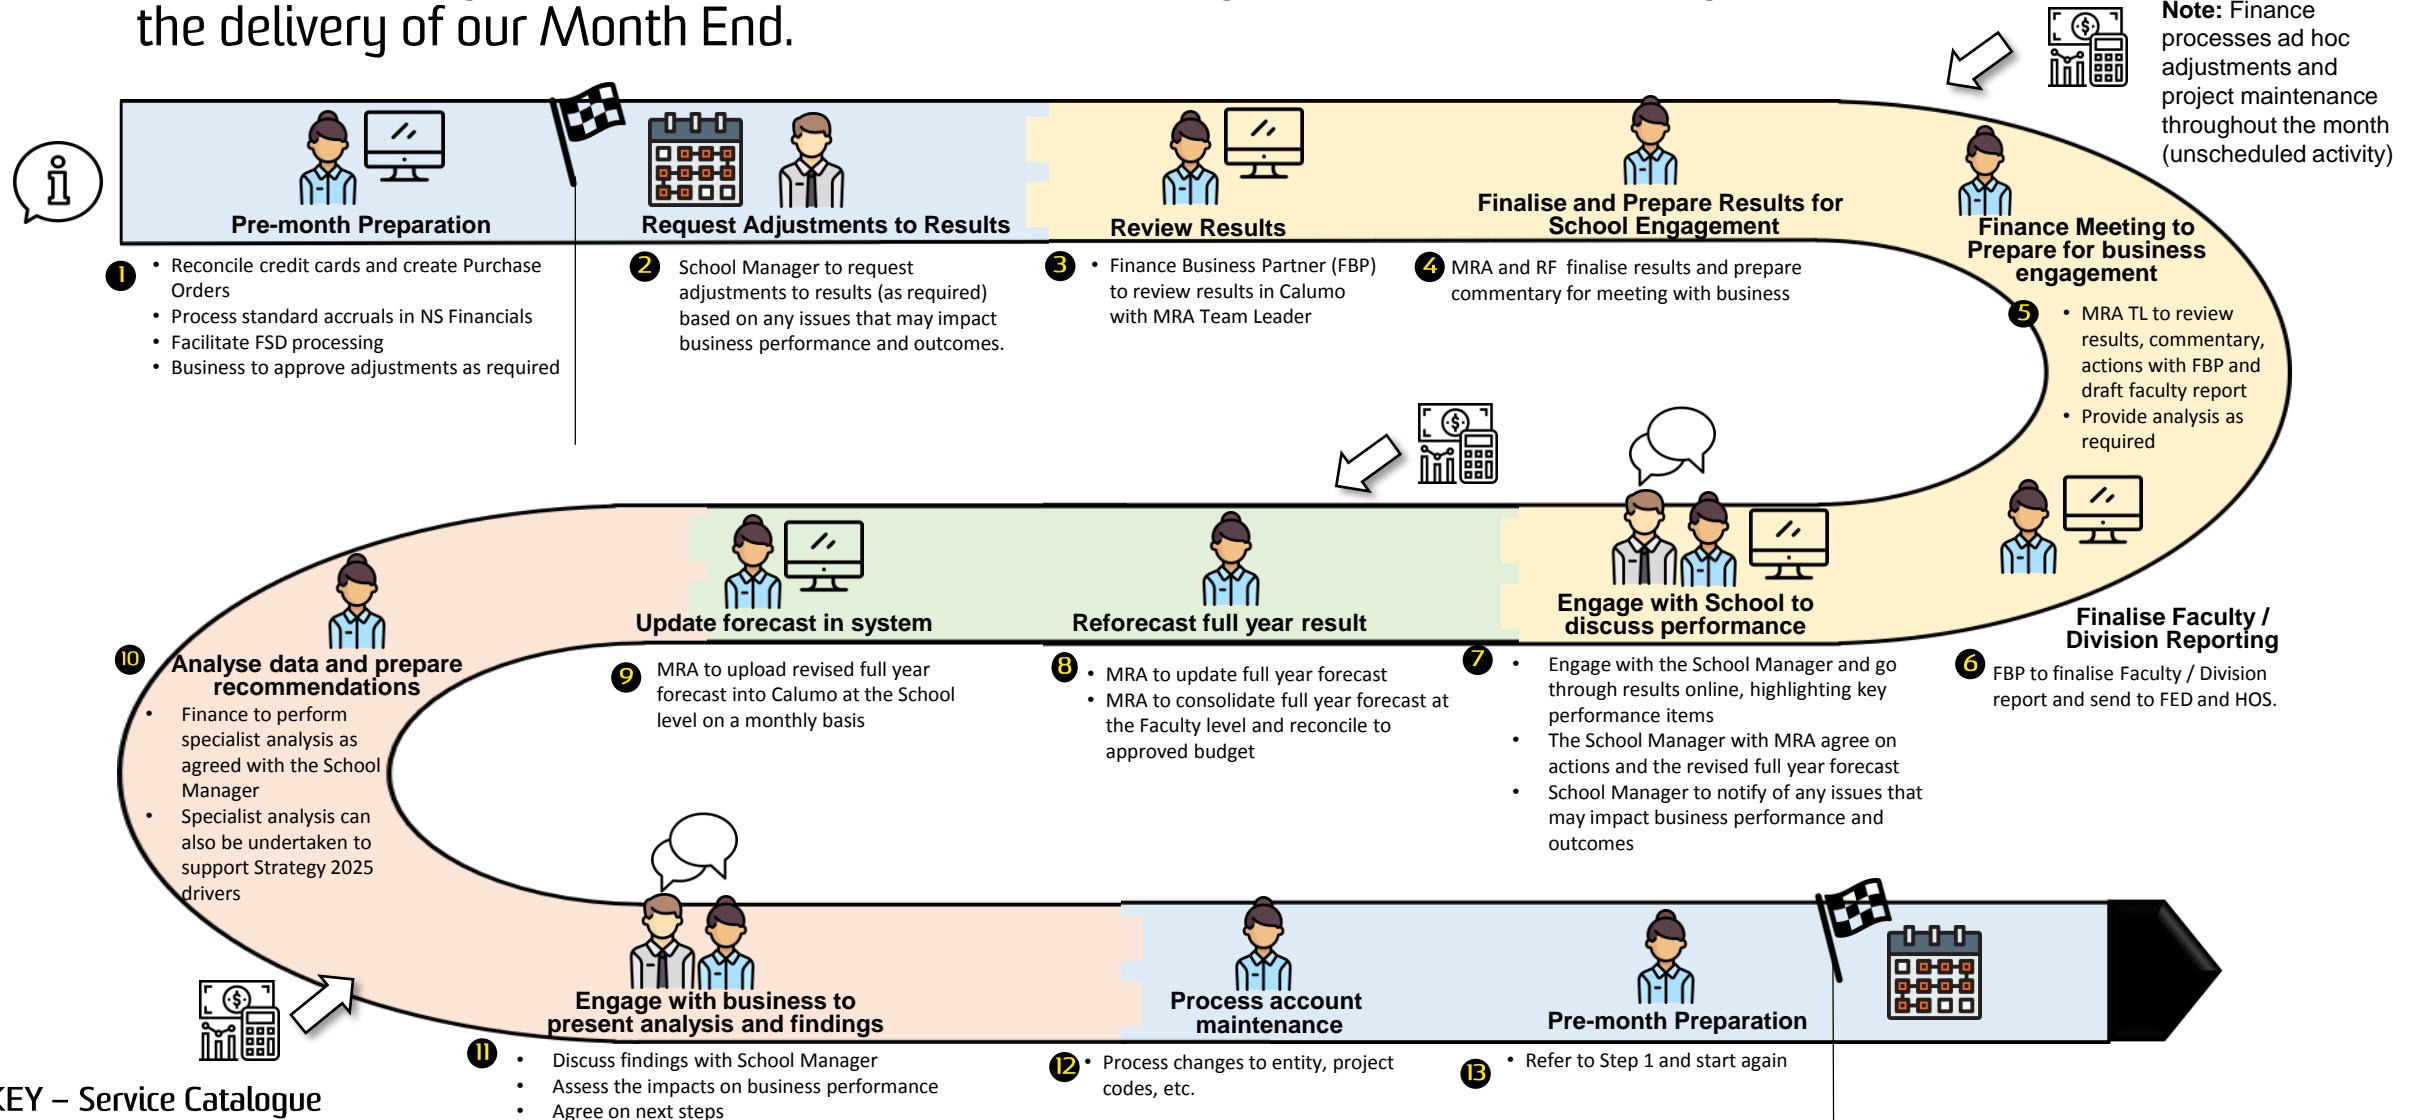 the delivery of our Month End.
Note: Finance
processes ad hoc
adjustments and
project maintenance
throughout the month
(unscheduled activity)
Pre-month Preparation
Request Adjustments to Results
Review Results
Finalise and Prepare Results for
School Engagement
Finance Meeting to
Prepare for business
engagement
1
• Reconcile credit cards and create Purchase
Orders
• Process standard accruals in NS Financials
• Facilitate FSD processing
• Business to approve adjustments as required
2
School Manager to request
adjustments to results (as required)
based on any issues that may impact
business performance and outcomes.
3
• Finance Business Partner (FBP)
to review results in Calumo
with MRA Team Leader
4
MRA and RF finalise results and prepare
commentary for meeting with business
5
• MRA TL to review
results, commentary,
actions with FBP and
draft faculty report
• Provide analysis as
required
Finalise Faculty /
Division Reporting
6
FBP to finalise Faculty / Division
report and send to FED and HOS.
Engage with School to
discuss performance
7
• Engage with the School Manager and go
through results online, highlighting key
performance items
• The School Manager with MRA agree on
actions and the revised full year forecast
• School Manager to notify of any issues that
may impact business performance and
outcomes
Reforecast full year result
8
• MRA to update full year forecast
• MRA to consolidate full year forecast at
the Faculty level and reconcile to
approved budget
Update forecast in system
9
MRA to upload revised full year
forecast into Calumo at the School
level on a monthly basis
10
Analyse data and prepare
recommendations
• Finance to perform
specialist analysis as
agreed with the School
Manager
• Specialist analysis can
also be undertaken to
support Strategy 2025
drivers
Engage with business to
present analysis and findings
11
• Discuss findings with School Manager
• Assess the impacts on business performance
• Agree on next steps
Process account
maintenance
12
• Process changes to entity, project
codes, etc.
Pre-month Preparation
13
• Refer to Step 1 and start again
KEY – Service Catalogue